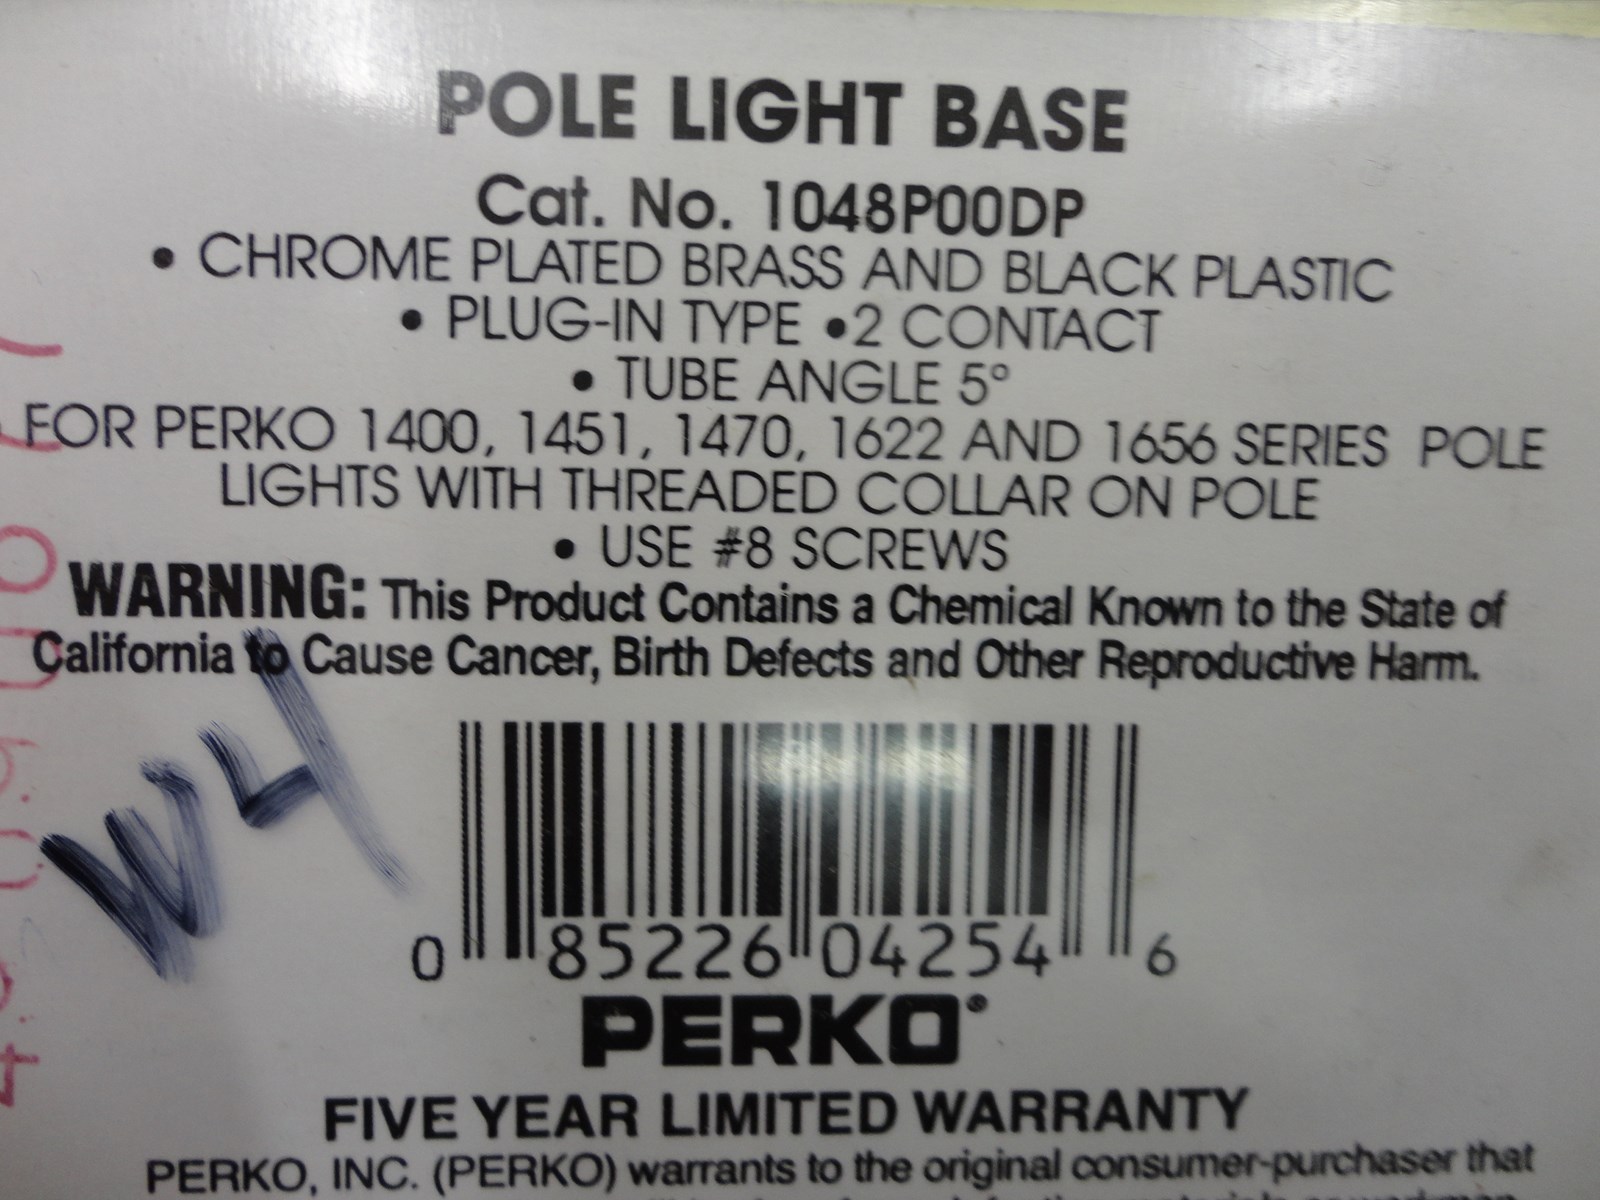 POLE LIGHT BASE
Cat. No. 1048P00DP
• CHROME PLATED BRASS AND BLACK PLASTIC
• PLUG-IN TYPE •2 CONTACT
• TUBE ANGLE 5°
FOR PERKO 1400, 1451, 1470, 1622 AND 1656 SERIES POLE
LIGHTS WITH THREADED COLLAR ON POLE
• USE #8 SCREWS
WARNING: This Product Contains a Chemical Known to the State of
California to Cause Cancer, Birth Defects and Other Reproductive Harm.
W4
0 85226 04254 6
PERKO®
FIVE YEAR LIMITED WARRANTY
PERKO, INC. (PERKO) warrants to the original consumer-purchaser that